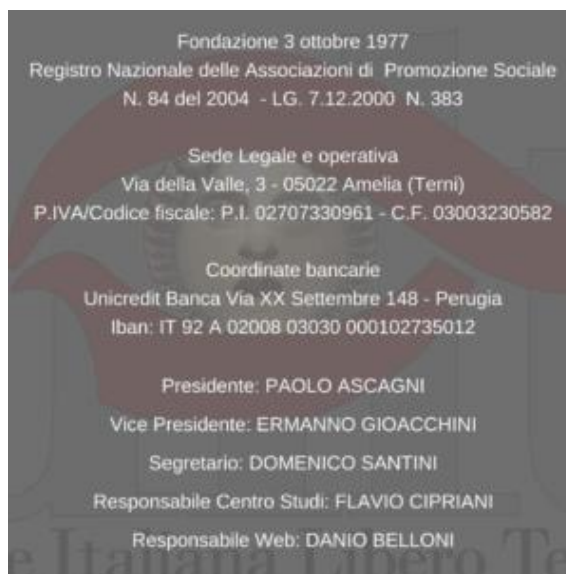 Fondazione 3 ottobre 1977
Registro Nazionale delle Associazioni di Promozione Sociale
N. 84 del 2004 - LG. 7.12.2000 N. 383
Sede Legale e operativa
Via della Valle, 3 - 05022 Amelia (Terni)
P.IVA/Codice fiscale: P.I. 02707330961 - C.F. 03003230582
Coordinate bancarie
Unicredit Banca Via XX Settembre 148 - Perugia
Iban: IT 92 A 02008 03030 000102735012
Presidente: PAOLO ASCAGNI
Vice Presidente: ERMANNO GIOACCHINI
Segretario: DOMENICO SANTINI
Responsabile Centro Studi: FLAVIO CIPRIANI
Responsabile Web: DANIO BELLONI
e Italiana Libero Te